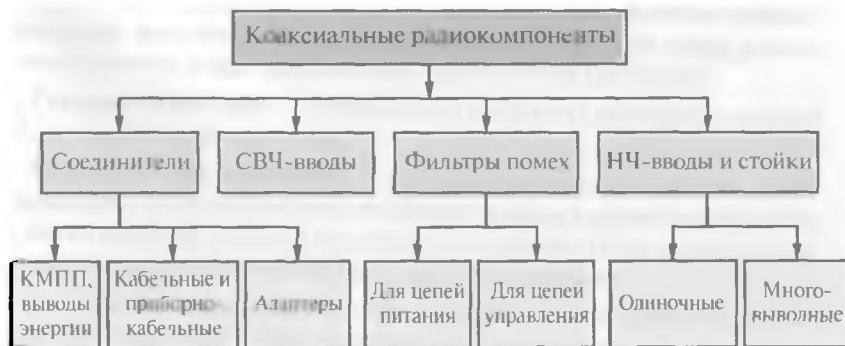 Коаксиальные радиокомпоненты
Соединители
СВЧ-вводы
Фильтры помех
НЧ-вводы и стойки
КМПП,
выводы
энергии
Кабельные и
приборно-
кабельные
Адаптеры
Для цепей
питания
Для цепей
управления
Одиночные
Много-
выводные